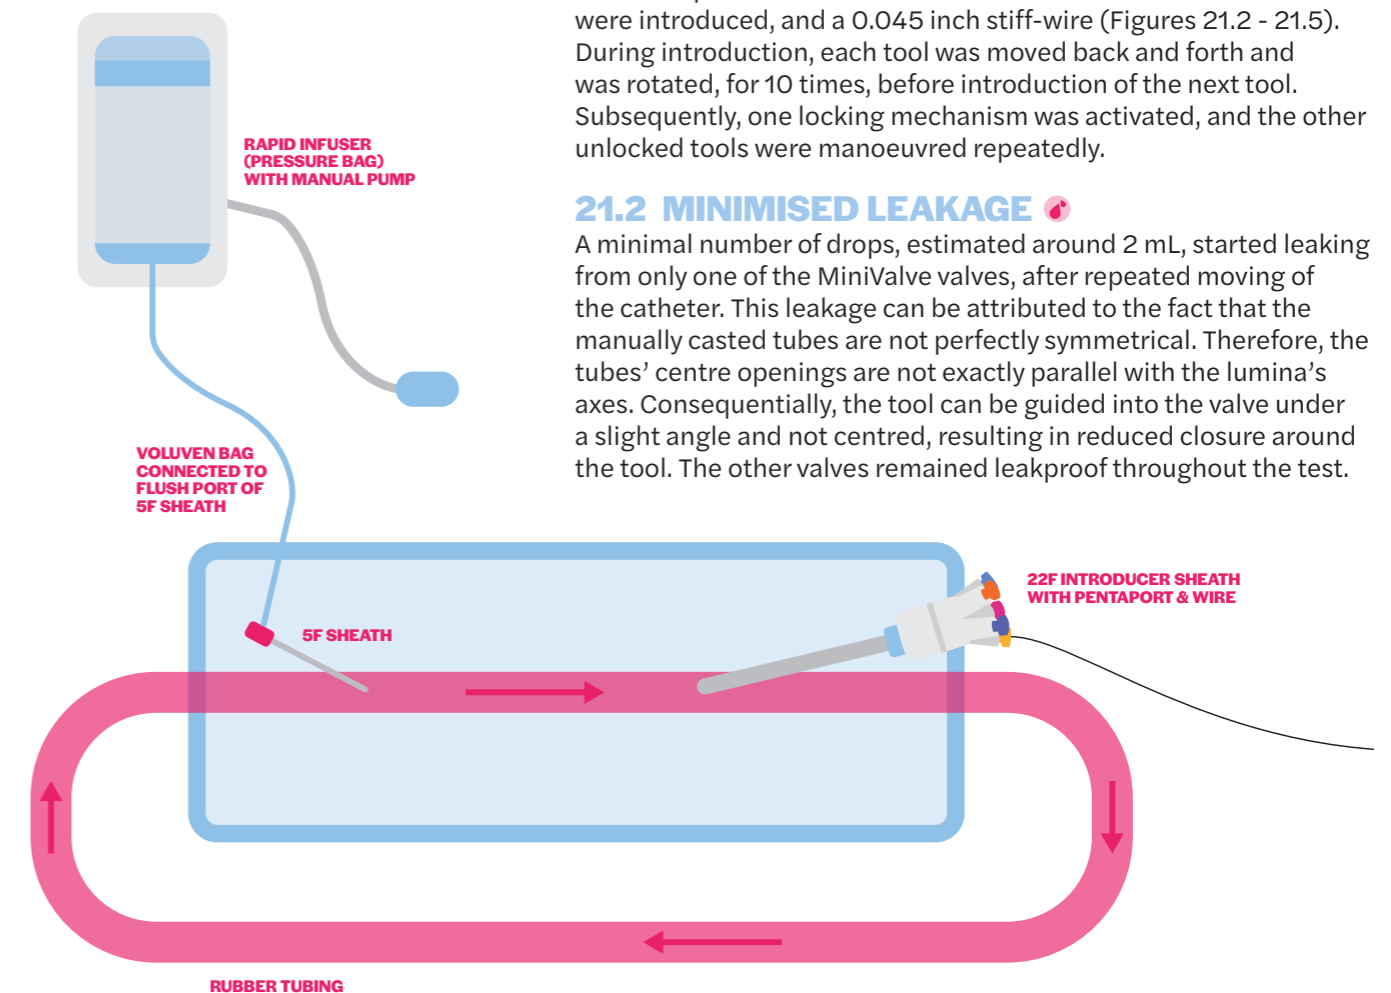 were introduced, and a 0.045 inch stiff-wire (Figures 21.2 - 21.5).
During introduction, each tool was moved back and forth and
was rotated, for 10 times, before introduction of the next tool.
Subsequently, one locking mechanism was activated, and the other
unlocked tools were manoeuvred repeatedly.
21.2 MINIMISED LEAKAGE
A minimal number of drops, estimated around 2 mL, started leaking
from only one of the MiniValve valves, after repeated moving of
the catheter. This leakage can be attributed to the fact that the
manually casted tubes are not perfectly symmetrical. Therefore, the
tubes’ centre openings are not exactly parallel with the lumina’s
axes. Consequentially, the tool can be guided into the valve under
a slight angle and not centred, resulting in reduced closure around
the tool. The other valves remained leakproof throughout the test.
RAPID INFUSER
(PRESSURE BAG)
WITH MANUAL PUMP
VOLUVEN BAG
CONNECTED TO
FLUSH PORT OF
5F SHEATH
5F SHEATH
22F INTRODUCER SHEATH
WITH PENTAPORT & WIRE
RUBBER TUBING